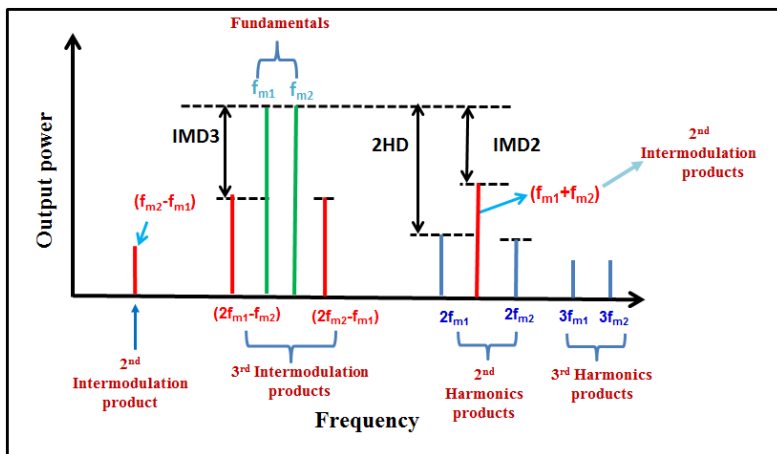 Fundamentals
fm1 fm2
IMD3
2HD
IMD2
2nd
Intermodulation
products
(fm2-fm1)
(fm1+fm2)
Output power
(2fm1-fm2) (2fm2-fm1)
2fm1 2fm2 3fm1 3fm2
2nd
Intermodulation
product
3rd Intermodulation
products
2nd
Harmonics
products
3rd Harmonics
products
Frequency